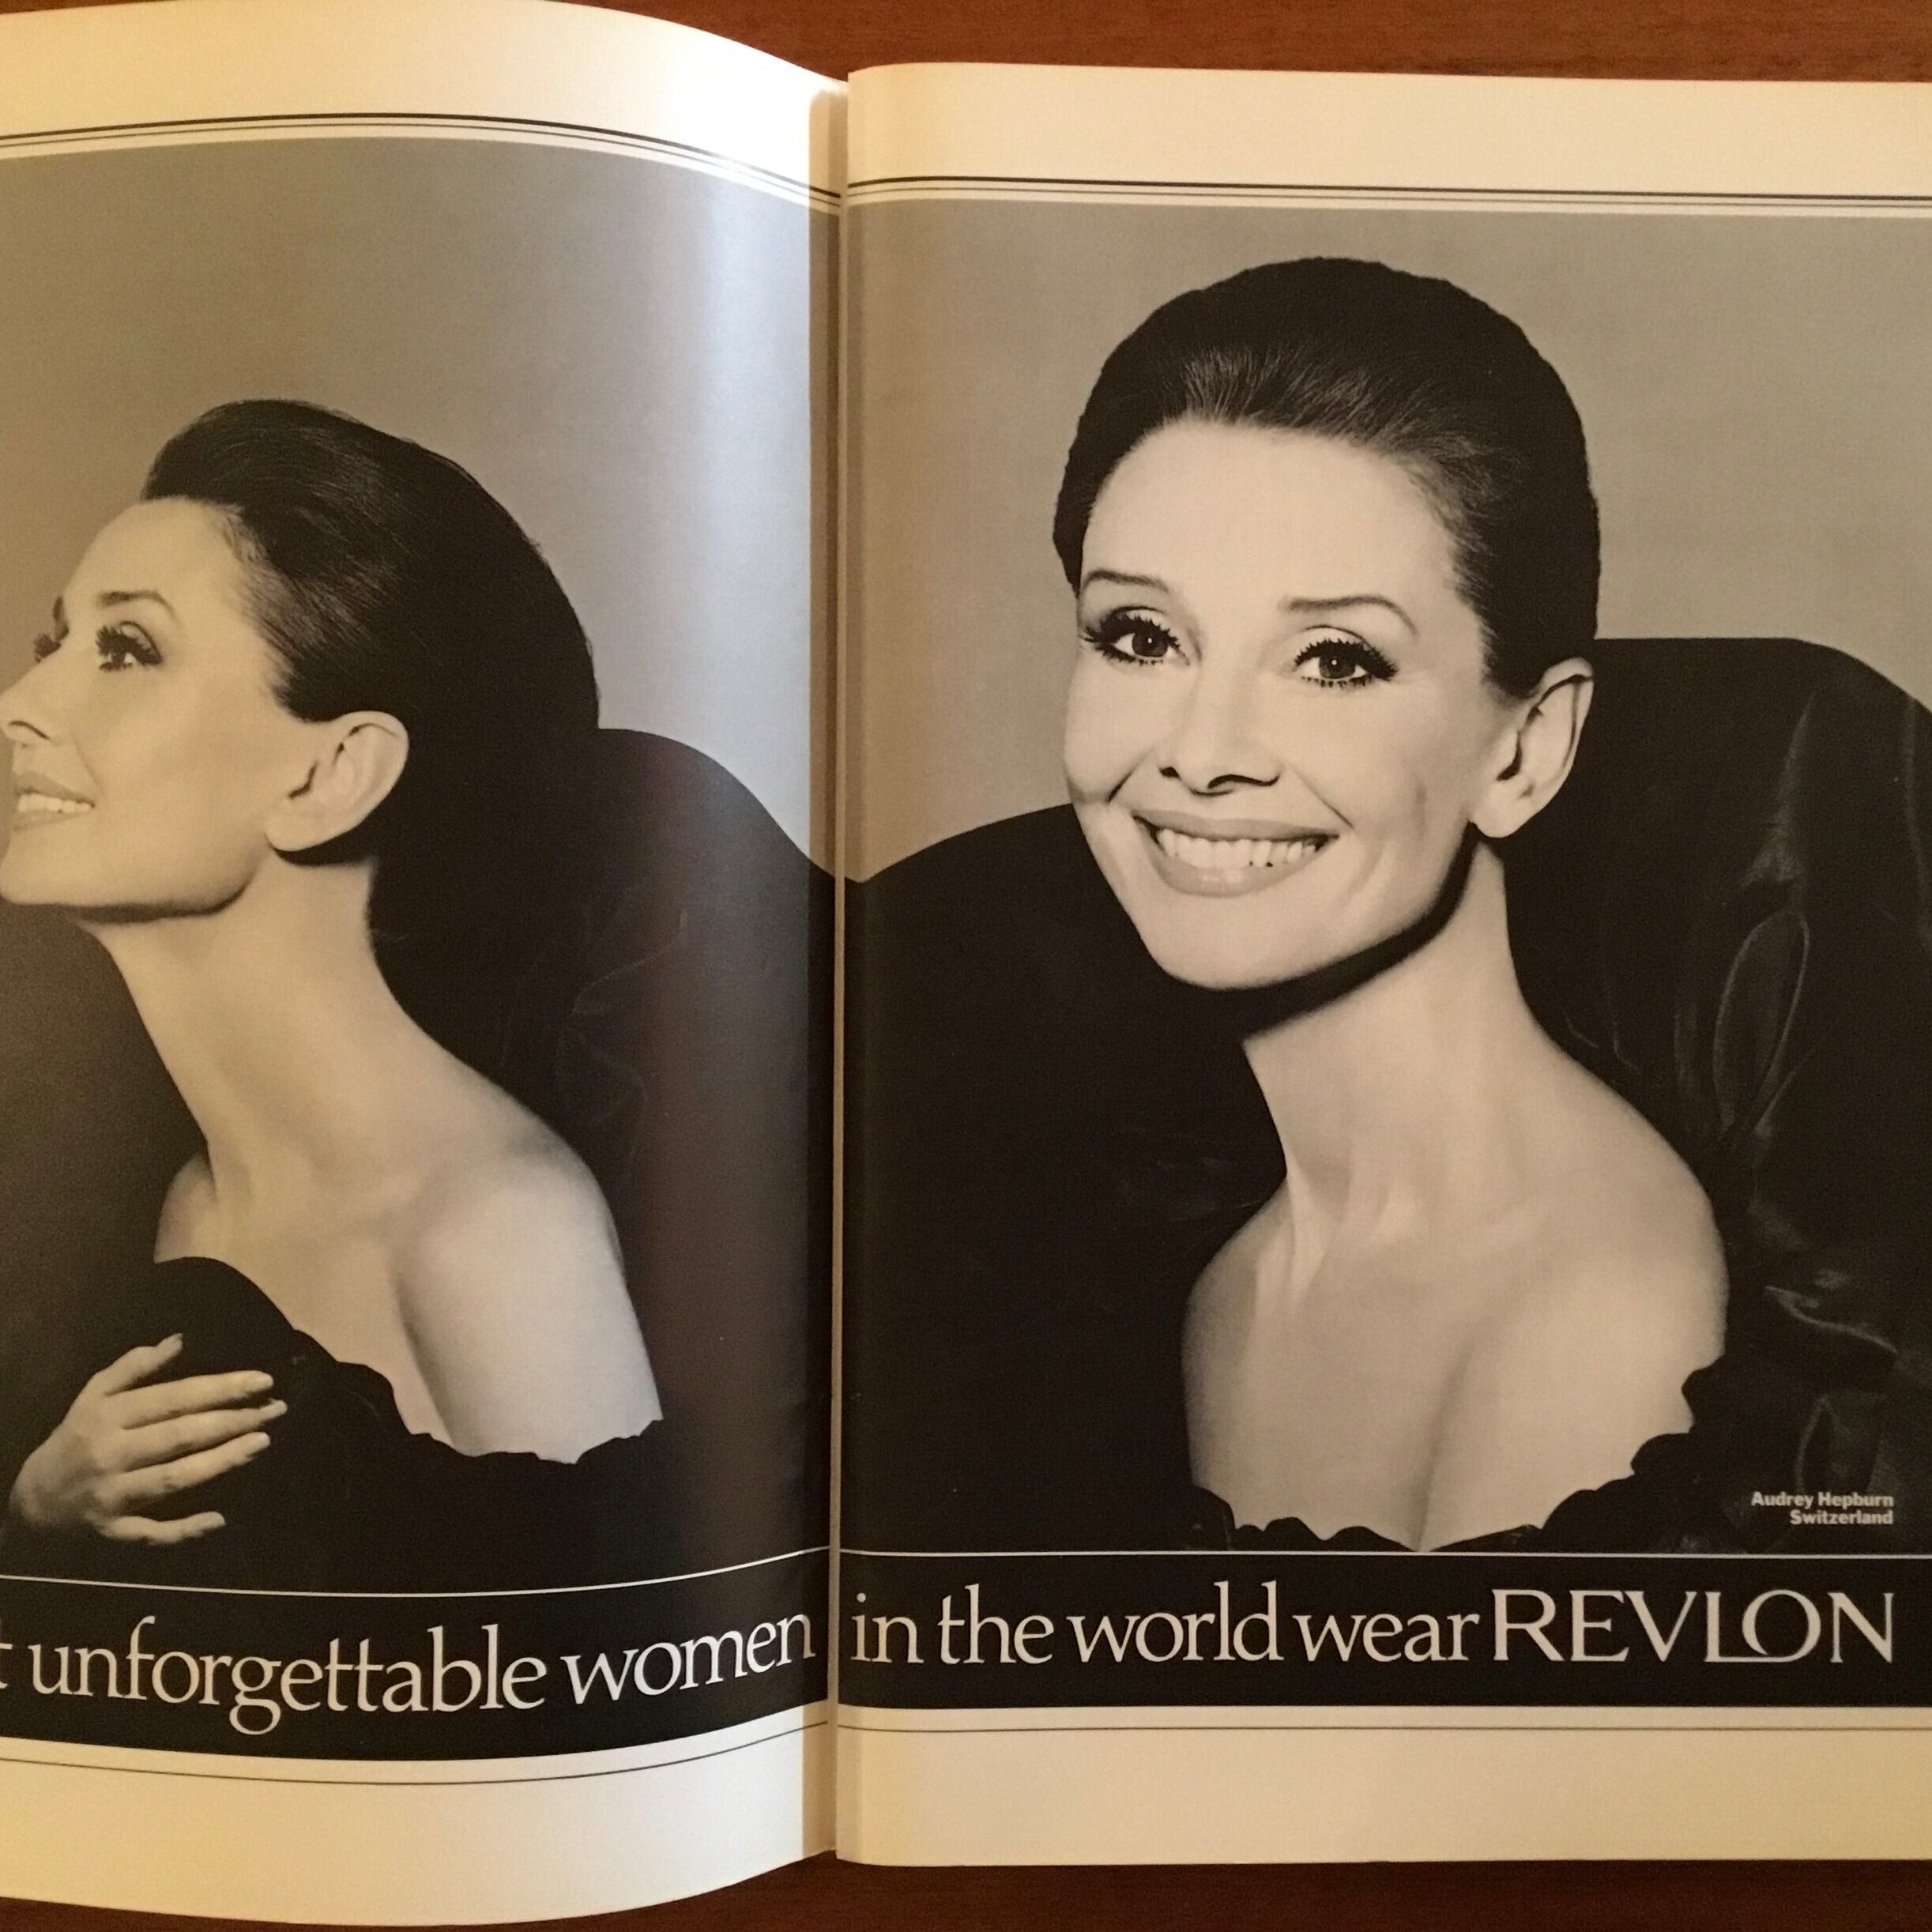 Audrey Hepburn
Switzerland
unforgettable women in the world wear REVLON